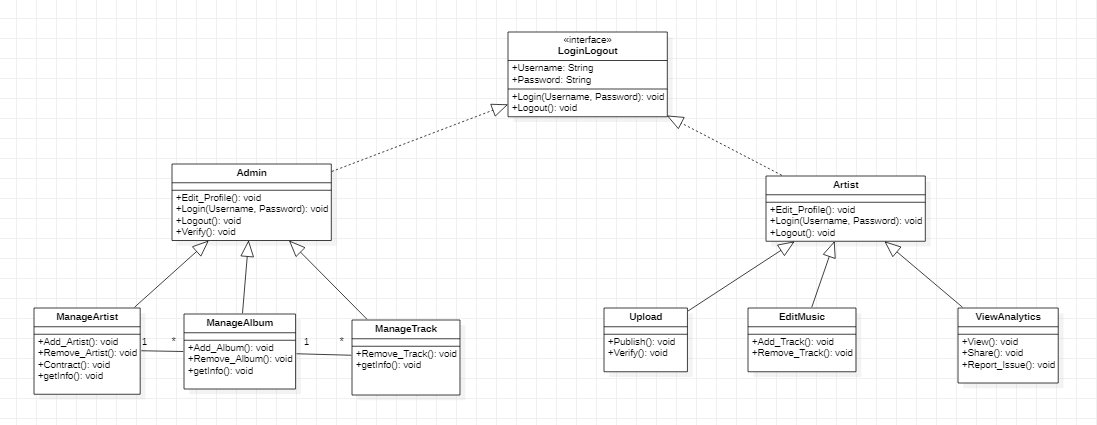 «interface»
LoginLogout
+Username: String
+Password: String
+Login(Username, Password): void
+Logout(): void
Admin
+Edit_Profile(): void
+Login(Username, Password): void
+Logout(): void
+Verify(): void
Artist
+Edit_Profile(): void
+Login(Username, Password): void
+Logout(): void
ManageArtist
+Add_Artist(): void
+Remove_Artist(): void
+Contract(): void
+getInfo(): void
1
*
ManageAlbum
+Add_Album(): void
+Remove_Album(): void
+getInfo(): void
1
*
ManageTrack
+Remove_Track(): void
+getInfo(): void
Upload
+Publish(): void
+Verify(): void
EditMusic
+Add_Track(): void
+Remove_Track(): void
ViewAnalytics
+View(): void
+Share(): void
+Report_Issue(): void